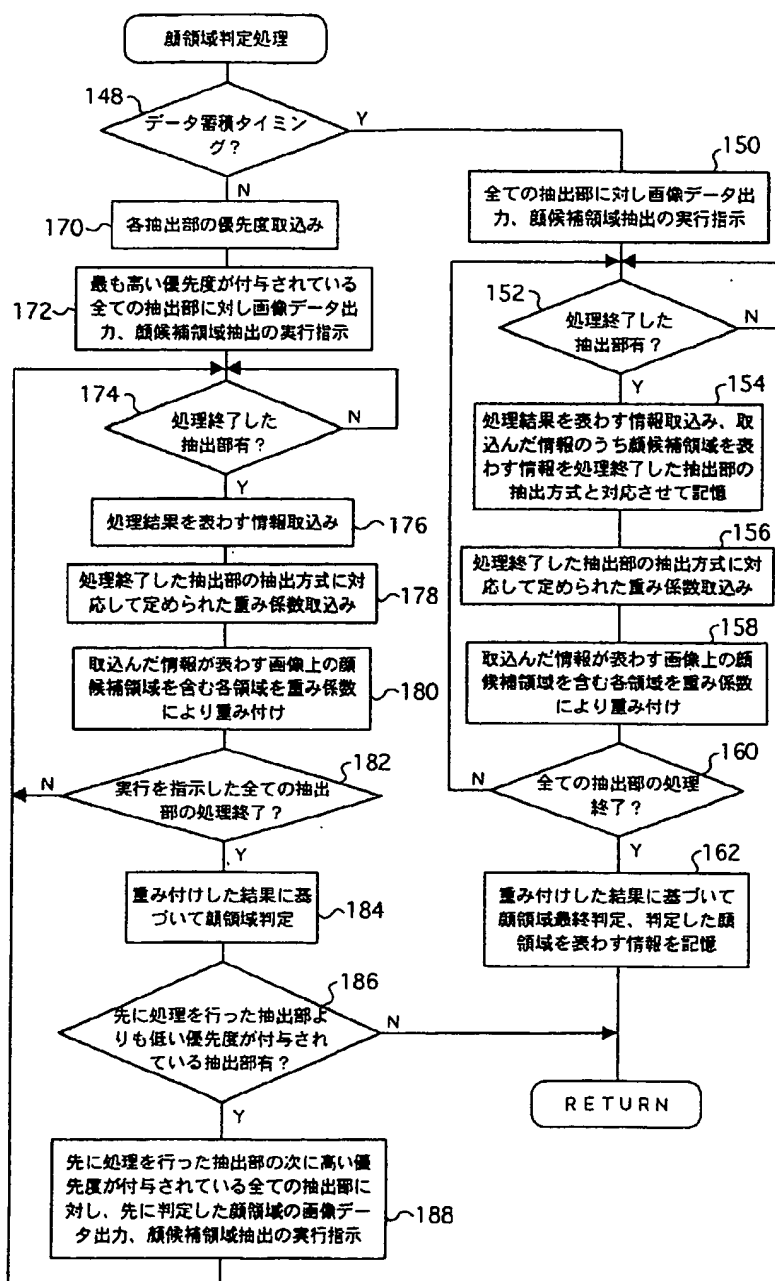 顔領域判定処理
148
データ蓄積タイミン
グ?
Y
N
170
各抽出部の優先度取込み
172
最も高い優先度が付与されている
全ての抽出部に対し画像データ出
力、顔候補領域抽出の実行指示
174
処理終了した
抽出部有?
N
Y
処理結果を表わす情報取込み
176
処理終了した抽出部の抽出方式に対
応して定められた重み係数取込み
178
取込んだ情報が表わす画像上の顔
候補領域を含む各領域を重み係数
により重み付け
180
182
実行を指示した全ての抽出
部の処理終了?
N
Y
重み付けした結果に基
づいて顔領域判定
184
186
先に処理を行った抽出部よ
りも低い優先度が付与され
ている抽出部有?
N
Y
先に処理を行った抽出部の次に高い優
先度が付与されている全ての抽出部に
対し、先に判定した顔領域の画像デー
タ出力、顔候補領域抽出の実行指示
188
150
全ての抽出部に対し画像データ出
力、顔候補領域抽出の実行指示
152
処理終了した
抽出部有?
N
Y
154
処理結果を表わす情報取込み、取
込んだ情報のうち顔候補領域を表
わす情報を処理終了した抽出部の
抽出方式と対応させて記憶
156
処理終了した抽出部の抽出方式に対
応して定められた重み係数取込み
158
取込んだ情報が表わす画像上の顔
候補領域を含む各領域を重み係数
により重み付け
160
全ての抽出部の処理
終了?
N
Y
162
重み付けした結果に基づいて
顔領域最終判定、判定した顔
領域を表わす情報を記憶
RETURN